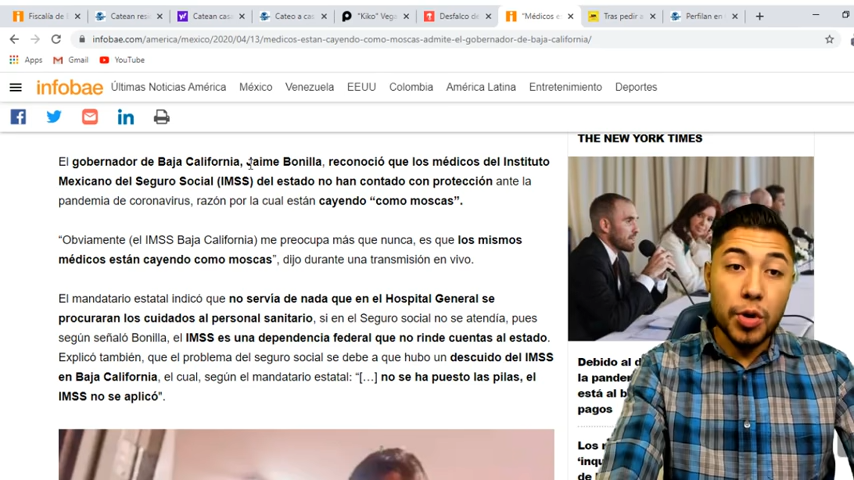 Fiscalía de
Catean res
Catean cas
Cateo a ca
"Kiko" Veg
Desfalco de
"Médicos e
Tras pedir
Perfilan en
infobae.com/america/mexico/2020/04/13/medicos-estan-cayendo-como-moscas-admite-el-gobernador-de-baja-california/
Apps Gmail YouTube
infobae Últimas Noticias América México Venezuela EEUU Colombia América Latina Entretenimiento Deportes
El gobernador de Baja California, Jaime Bonilla, reconoció que los médicos del Instituto
Mexicano del Seguro Social (IMSS) del estado no han contado con protección ante la
pandemia de coronavirus, razón por la cual están cayendo “como moscas”.
“Obviamente (el IMSS Baja California) me preocupa más que nunca, es que los mismos
médicos están cayendo como moscas”, dijo durante una transmisión en vivo.
El mandatario estatal indicó que no servía de nada que en el Hospital General se
procuraran los cuidados al personal sanitario, si en el Seguro social no se atendía, pues
según señaló Bonilla, el IMSS es una dependencia federal que no rinde cuentas al estado.
Explicó también, que el problema del seguro social se debe a que hubo un descuido del IMSS
en Baja California, el cual, según el mandatario estatal: “[…] no se ha puesto las pilas, el
IMSS no se aplicó”.
THE NEW YORK TIMES
Debido al d
la pandem
está al b
pagos
Los r
‘inqu
de